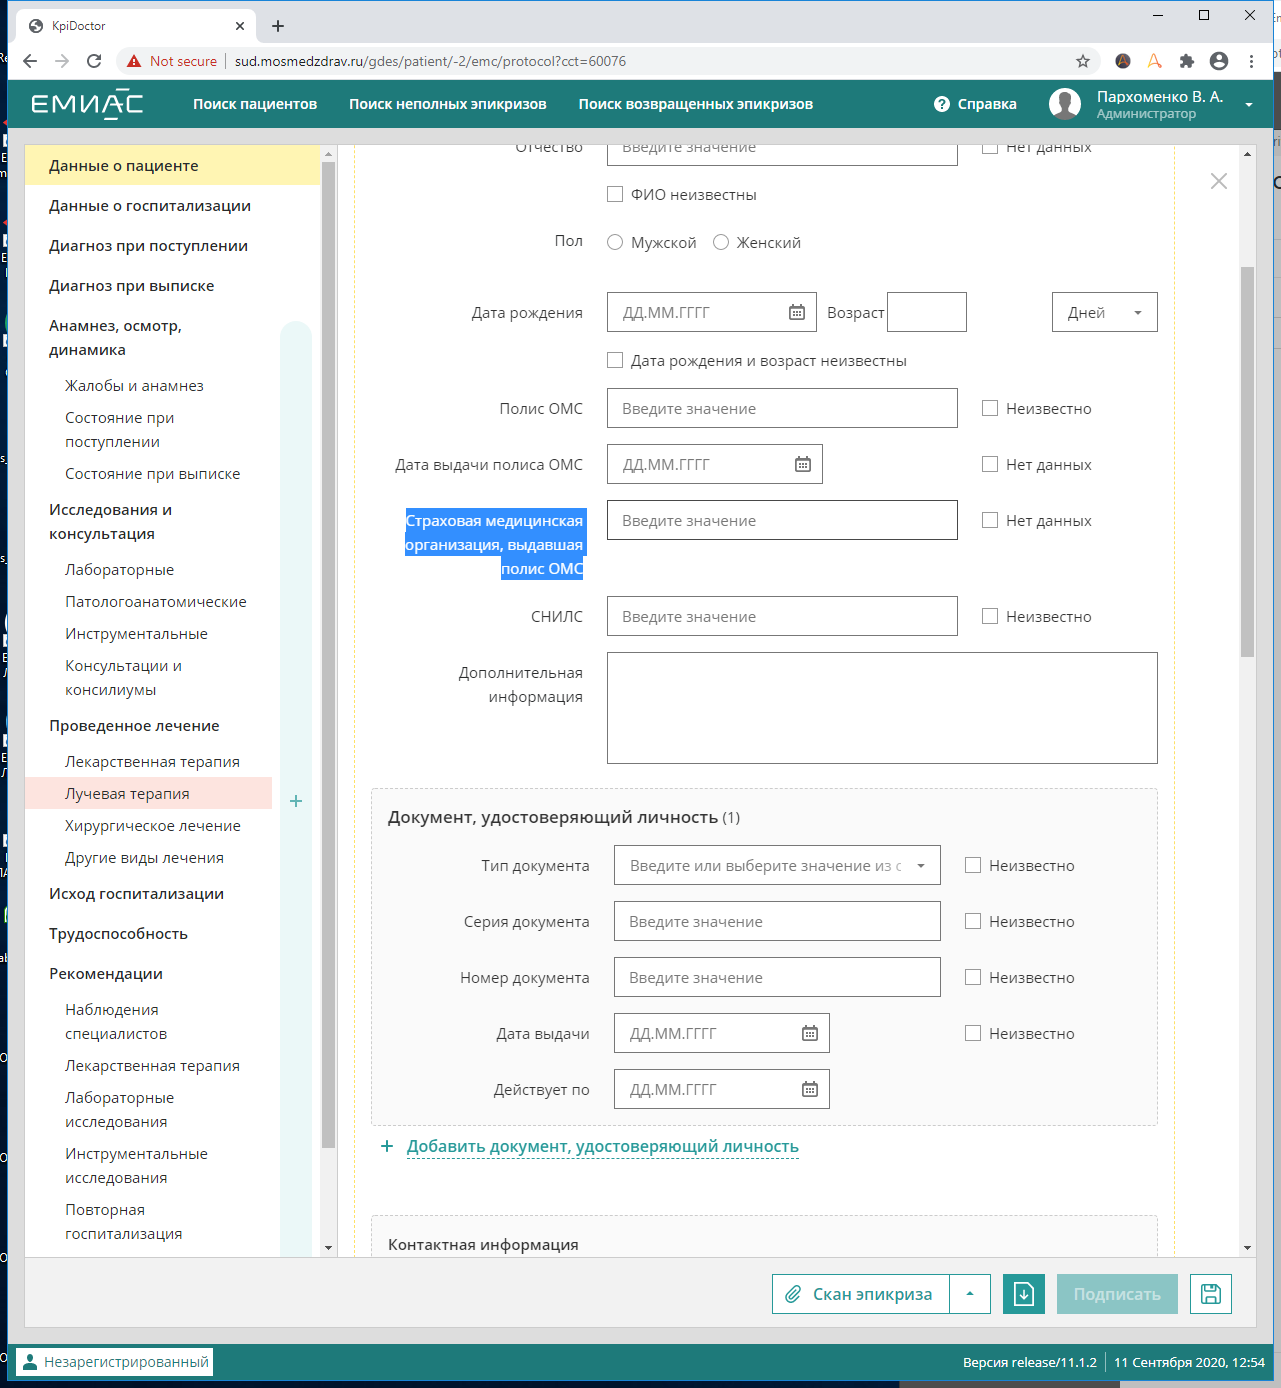 KpiDoctor
Not secure
sud.mosmedzdrav.ru/gdes/patient/-2/emc/protocol?cct=60076
ЕМИАС
Поиск пациентов
Поиск неполных эпикризов
Поиск возвращенных эпикризов
Справка
Пархоменко В. А.
Администратор
Данные о пациенте
Данные о госпитализации
Диагноз при поступлении
Диагноз при выписке
Анамнез, осмотр,
динамика
Жалобы и анамнез
Состояние при
поступлении
Состояние при выписке
Исследования и
консультация
Лабораторные
Патологоанатомические
Инструментальные
Консультации и
консилиумы
Проведенное лечение
Лекарственная терапия
Лучевая терапия
Хирургическое лечение
Другие виды лечения
Исход госпитализации
Трудоспособность
Рекомендации
Наблюдения
специалистов
Лекарственная терапия
Лабораторные
исследования
Инструментальные
исследования
Повторная
госпитализация
Отчество
Введите значение
Нет данных
ФИО неизвестны
Пол
Мужской
Женский
Дата рождения
ДД.ММ.ГГГГ
Возраст
Дней
Дата рождения и возраст неизвестны
Полис ОМС
Введите значение
Неизвестно
Дата выдачи полиса ОМС
ДД.ММ.ГГГГ
Нет данных
Страховая медицинская
организация, выдавшая
полис ОМС
Введите значение
Нет данных
СНИЛС
Введите значение
Неизвестно
Дополнительная
информация
Документ, удостоверяющий личность (1)
Тип документа
Введите или выберите значение из с
Неизвестно
Серия документа
Введите значение
Неизвестно
Номер документа
Введите значение
Неизвестно
Дата выдачи
ДД.ММ.ГГГГ
Неизвестно
Действует по
ДД.ММ.ГГГГ
+ Добавить документ, удостоверяющий личность
Контактная информация
Скан эпикриза
Подписать
Незарегистрированный
Версия release/11.1.2
11 Сентября 2020, 12:54